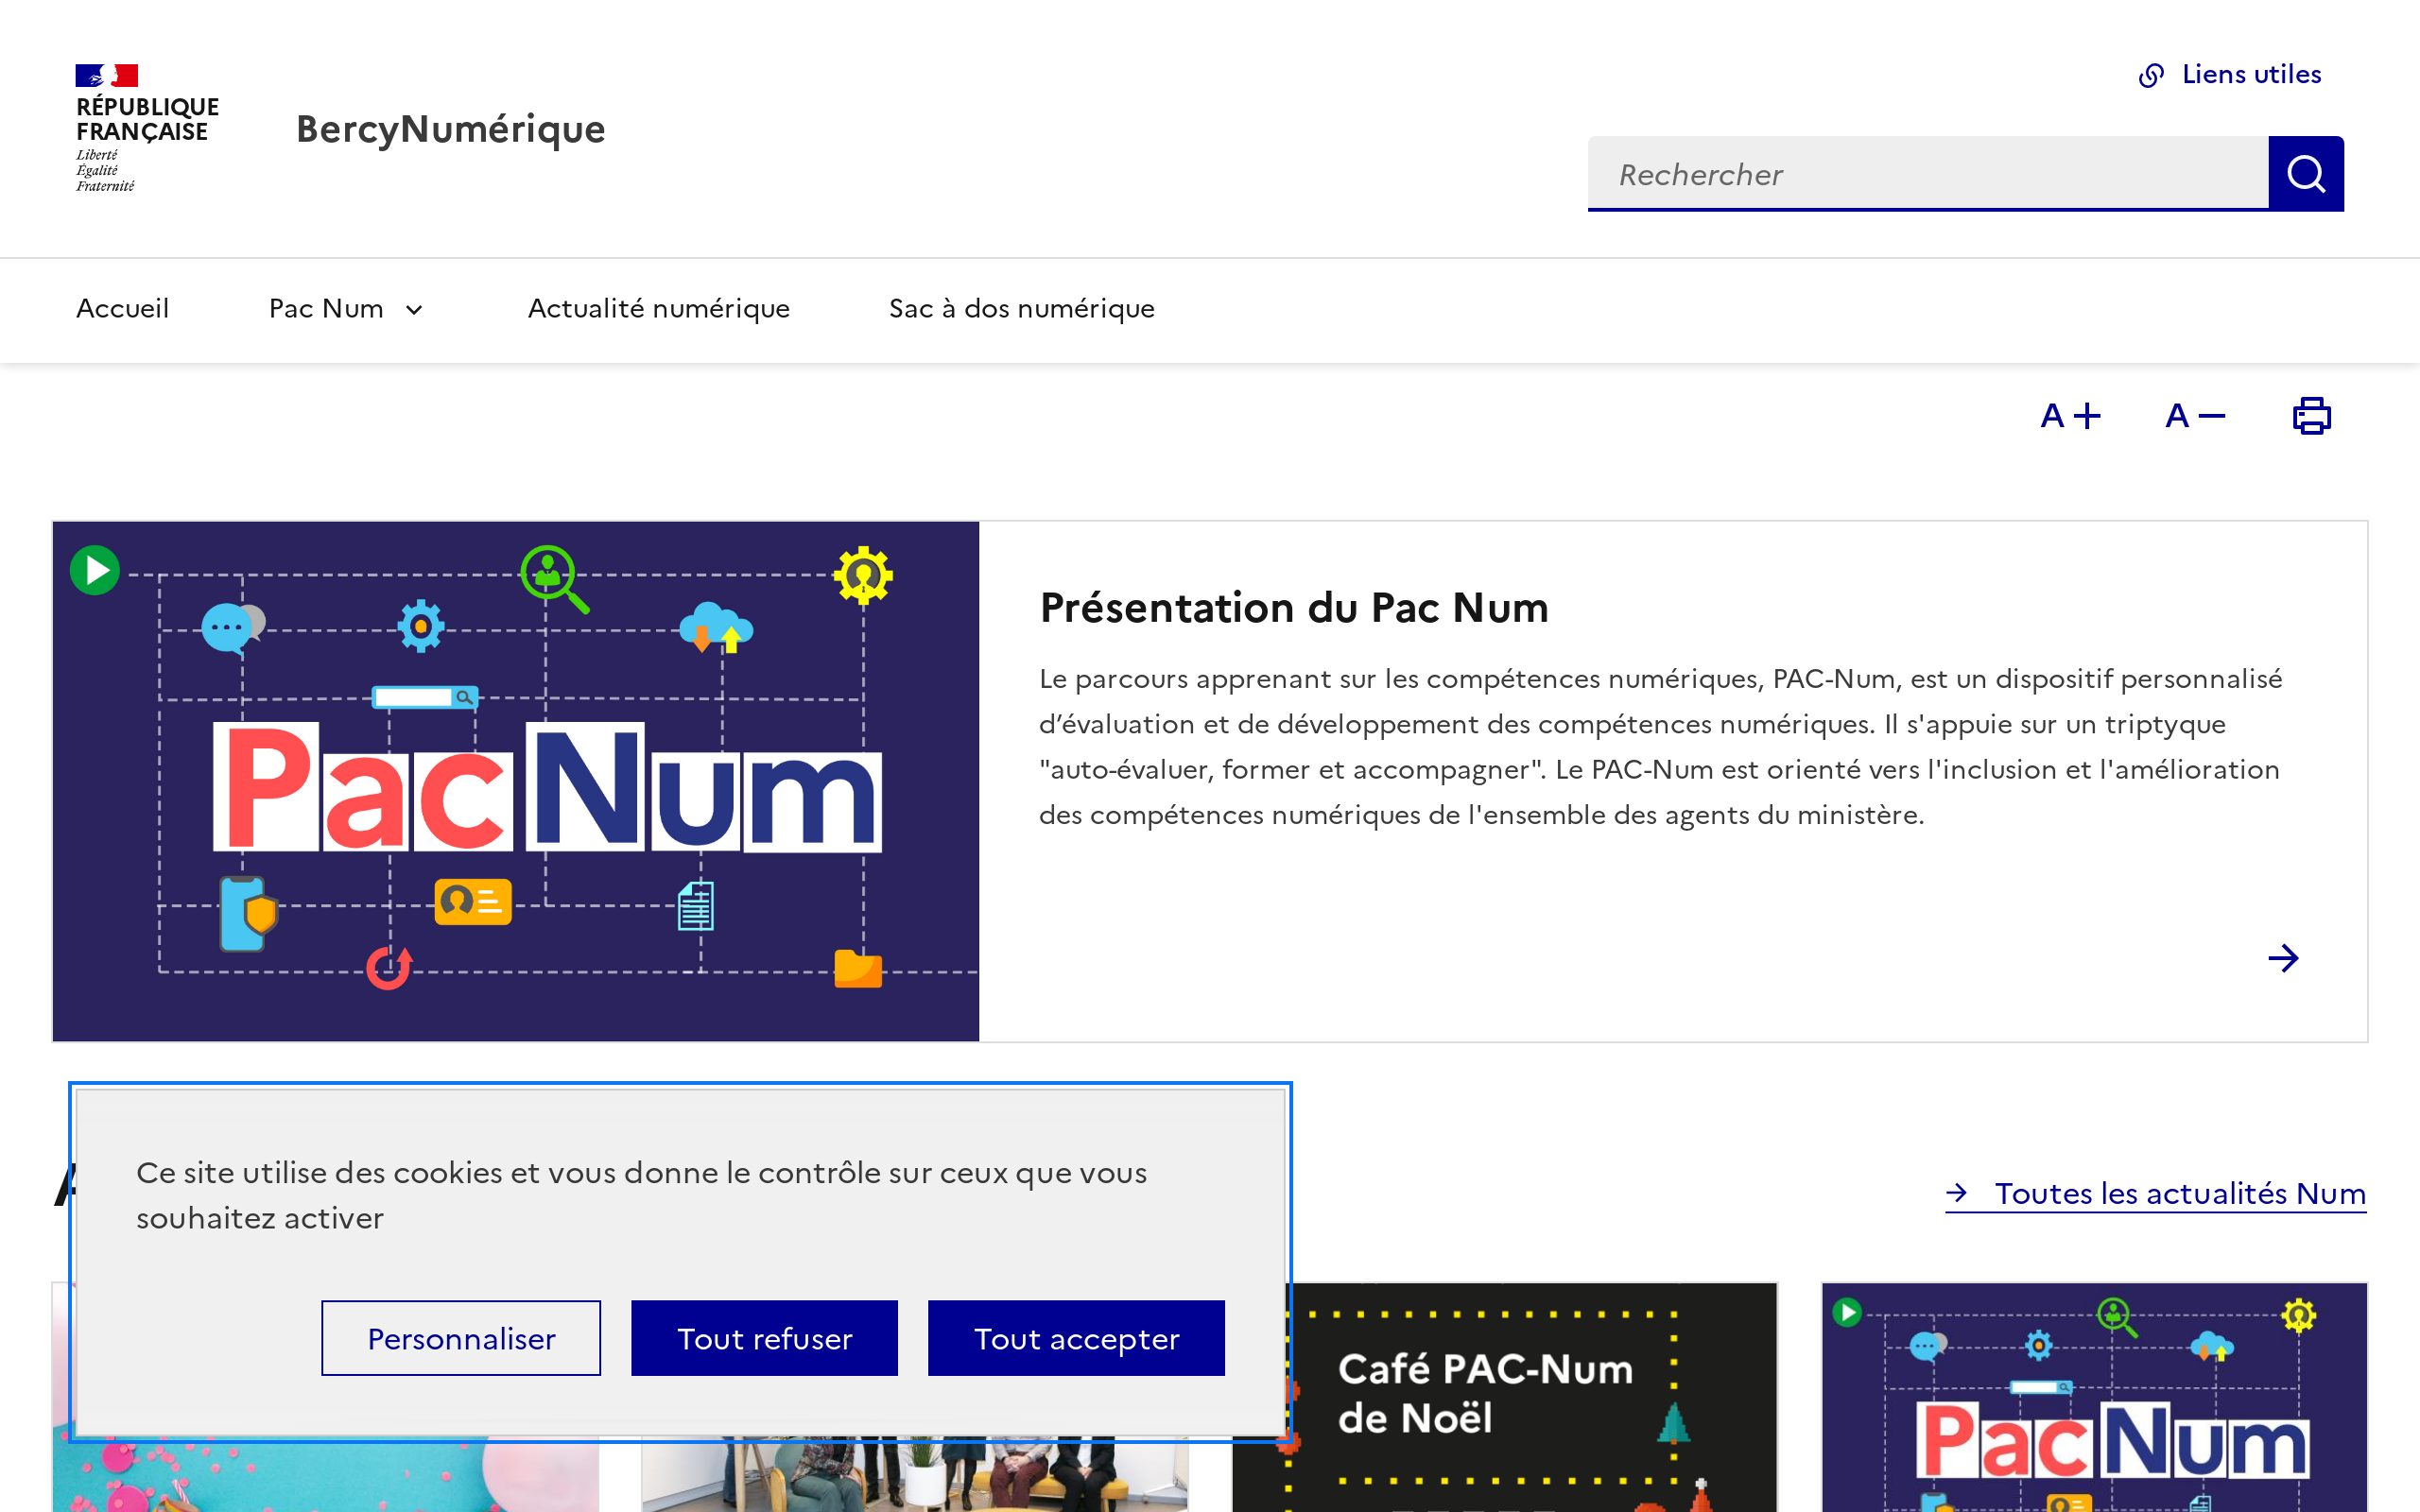 Liens utiles
RÉPUBLIQUE
FRANÇAISE
Liberté
Égalité
Fraternité
BercyNumérique
Rechercher
Accueil
Pac Num
Actualité numérique
Sac à dos numérique
A+
A−
PacNum
Présentation du Pac Num
Le parcours apprenant sur les compétences numériques, PAC-Num, est un dispositif personnalisé
d’évaluation et de développement des compétences numériques. Il s'appuie sur un triptyque
"auto-évaluer, former et accompagner". Le PAC-Num est orienté vers l'inclusion et l'amélioration
des compétences numériques de l'ensemble des agents du ministère.
Toutes les actualités Num
Ce site utilise des cookies et vous donne le contrôle sur ceux que vous
souhaitez activer
Personnaliser
Tout refuser
Tout accepter
Café PAC-Num
de Noël
PacNum